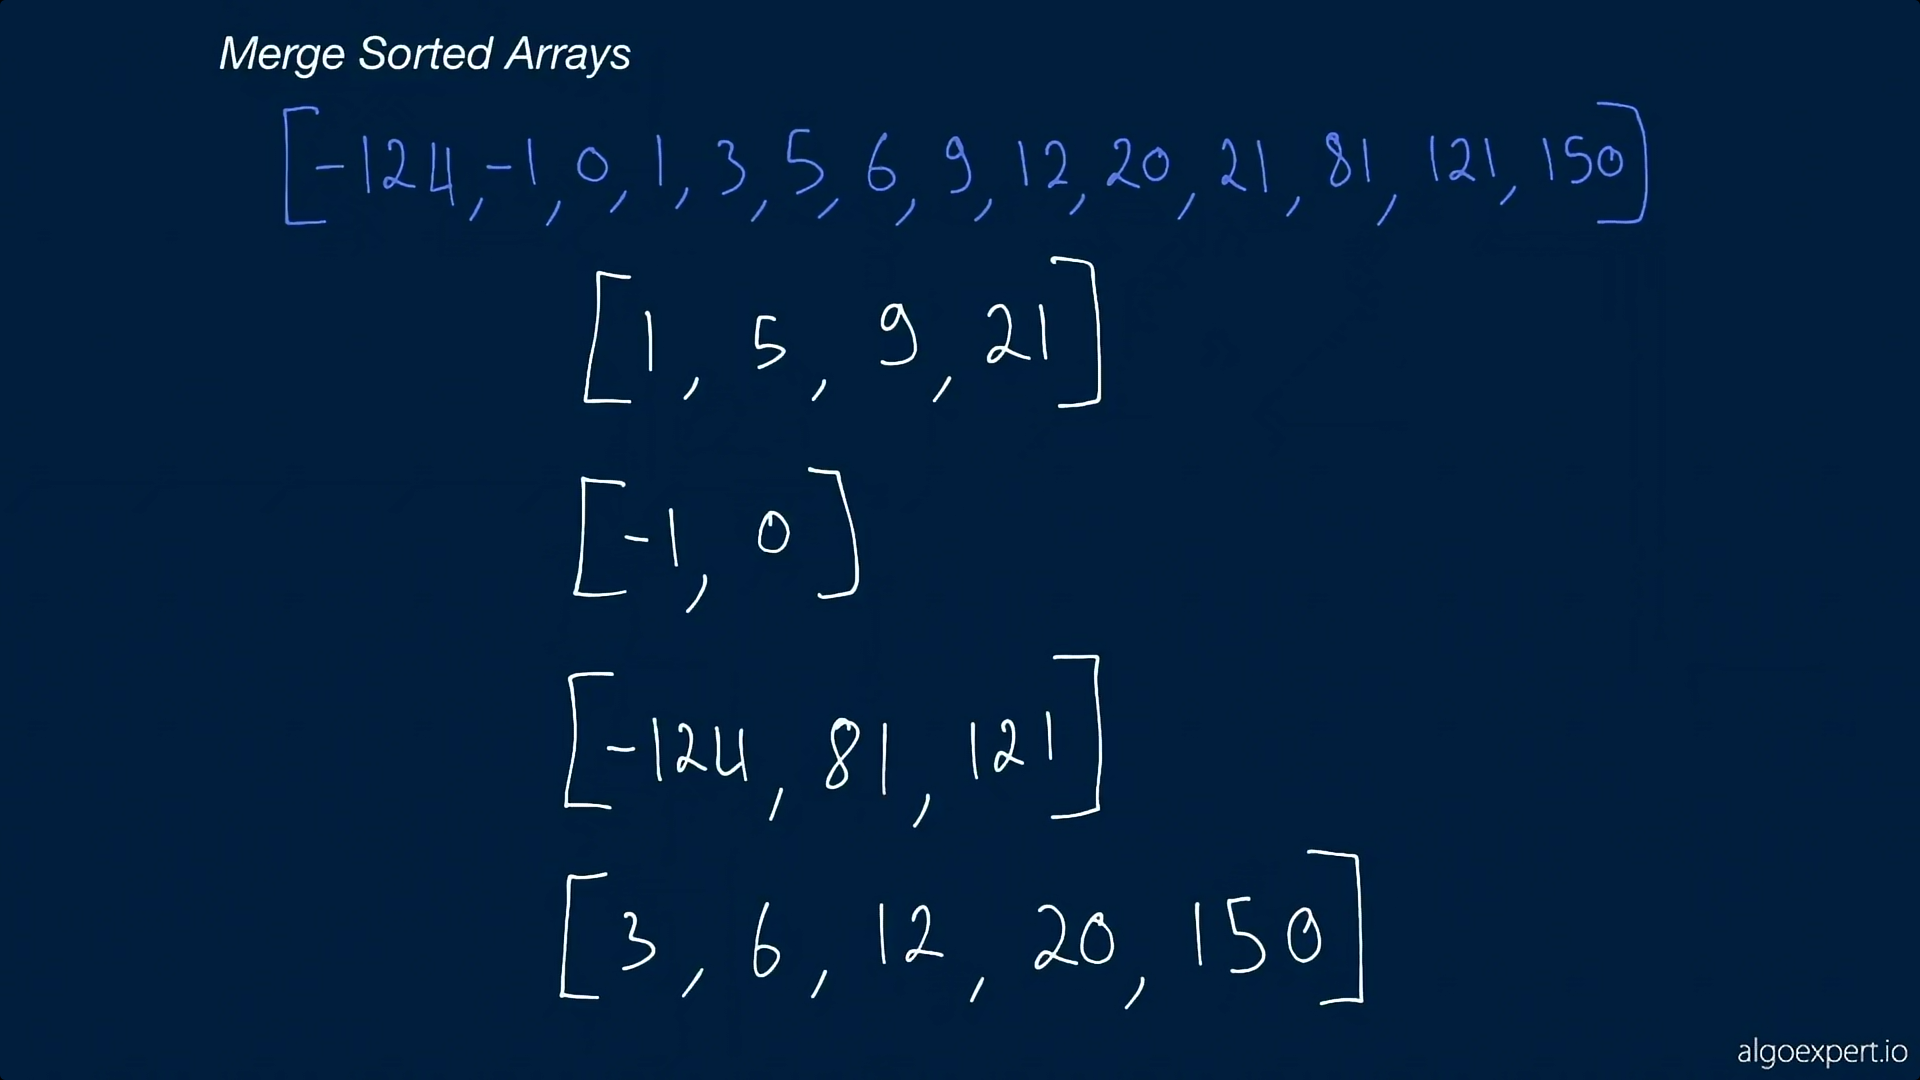 Merge Sorted Arrays
[-124, -1, 0, 1, 3, 5, 6, 9, 12, 20, 21, 81, 121, 150]
[1, 5, 9, 21]
[-1, 0]
[-124, 81, 121]
[3, 6, 12, 20, 150]
algoexpert.io